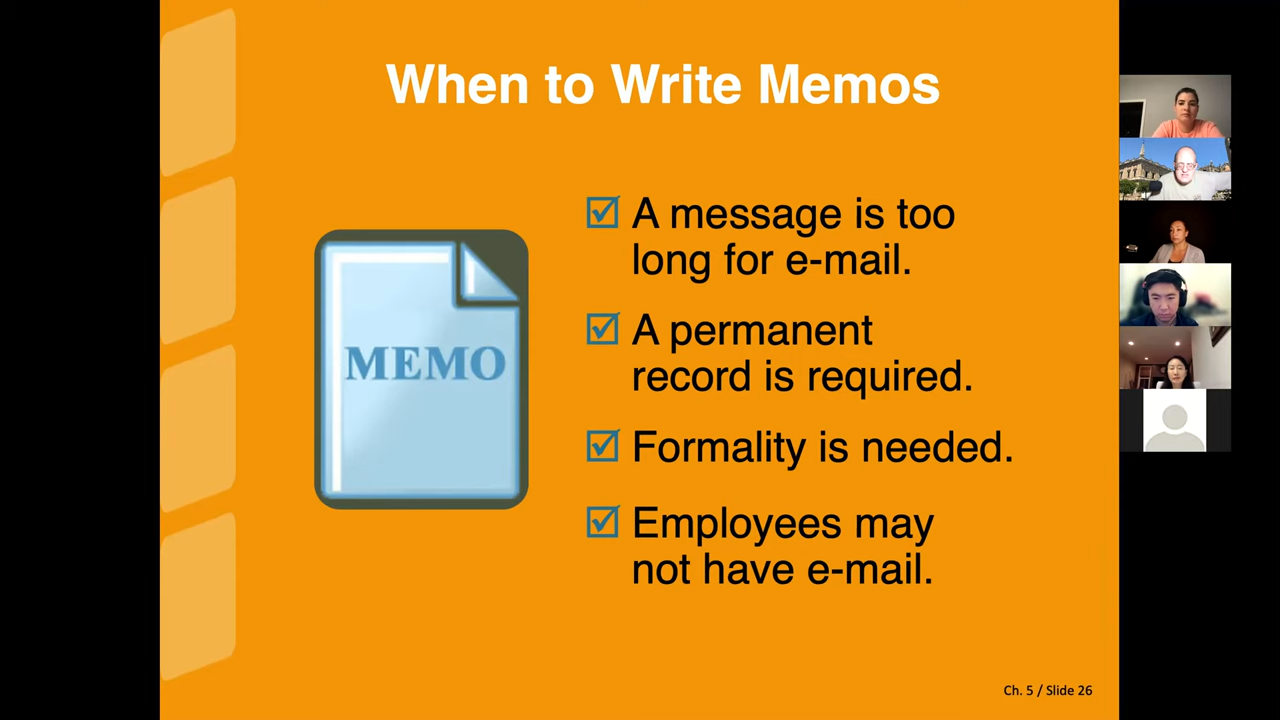 When to Write Memos
MEMO
A message is too
long for e-mail.
A permanent
record is required.
Formality is needed.
Employees may
not have e-mail.
Ch. 5 / Slide 26